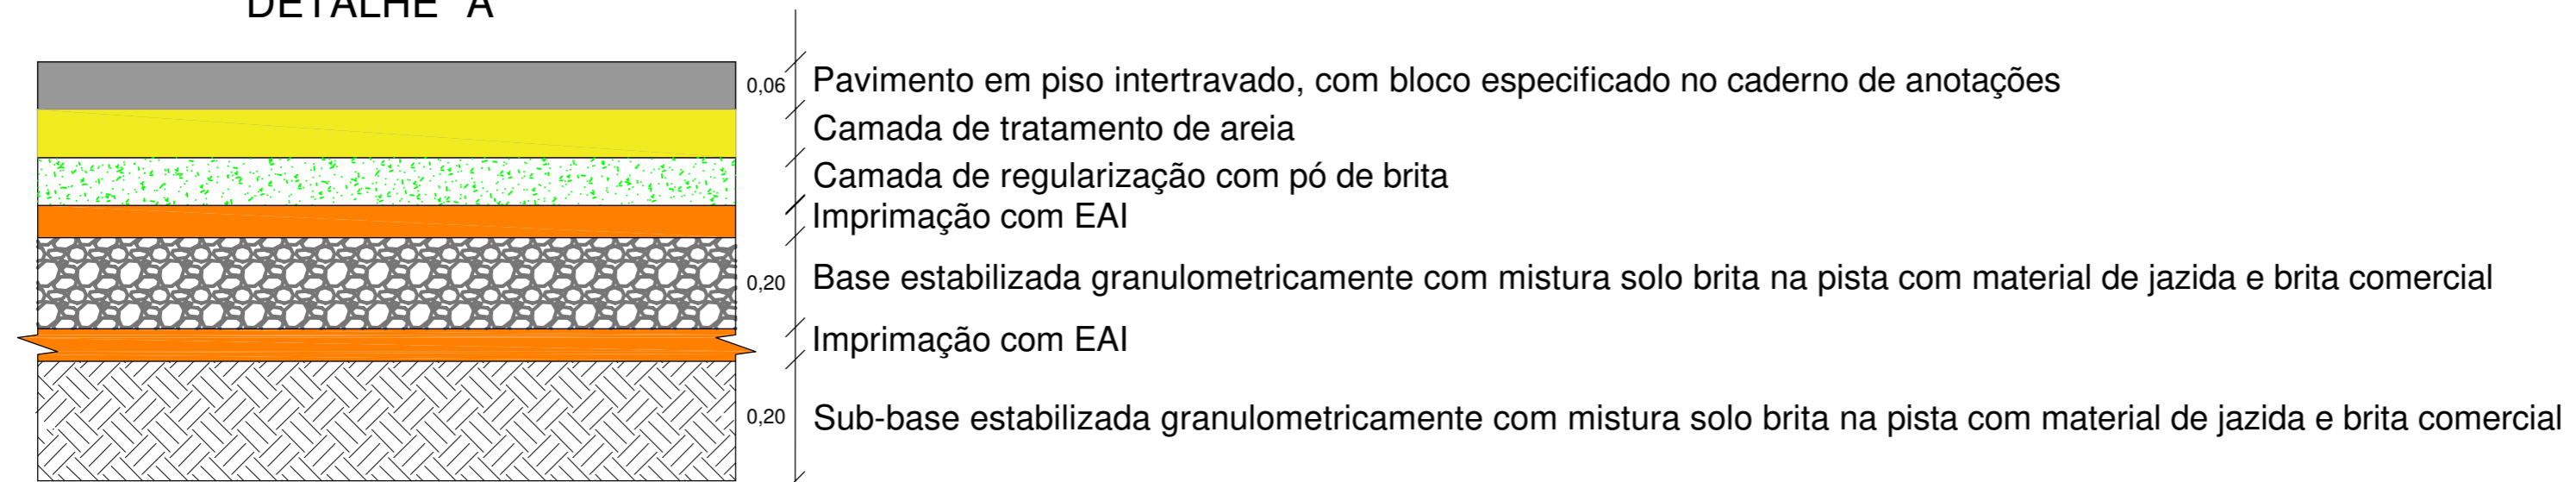 DETALHE "A"
0,06 Pavimento em piso intertravado, com bloco especificado no caderno de anotações
Camada de tratamento de areia
Camada de regularização com pó de brita
Imprimação com EAI
0,20 Base estabilizada granulometricamente com mistura solo brita na pista com material de jazida e brita comercial
Imprimação com EAI
0,20 Sub-base estabilizada granulometricamente com mistura solo brita na pista com material de jazida e brita comercial